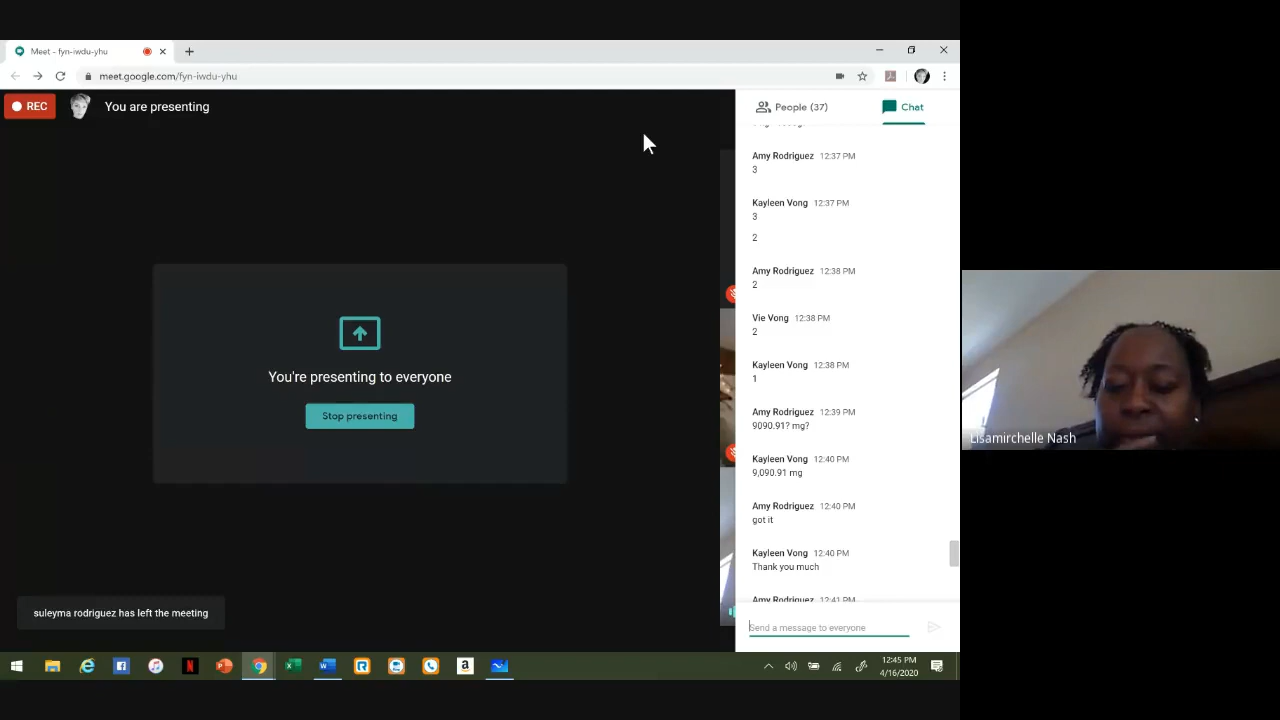 Meet - fyn-iwdu-yhu
meet.google.com/fyn-iwdu-yhu
REC
You are presenting
People (37)
Chat
Amy Rodriguez 12:37 PM
3
Kayleen Vong 12:37 PM
3
2
Amy Rodriguez 12:38 PM
2
Vie Vong 12:38 PM
2
Kayleen Vong 12:38 PM
1
Amy Rodriguez 12:39 PM
9090.91? mg?
Kayleen Vong 12:40 PM
9,090.91 mg
Amy Rodriguez 12:40 PM
got it
Kayleen Vong 12:40 PM
Thank you much
Amy Rodriguez 12:41 PM
Send a message to everyone
You're presenting to everyone
Stop presenting
suleyma rodriguez has left the meeting
Lisamirchelle Nash
12:45 PM
4/16/2020